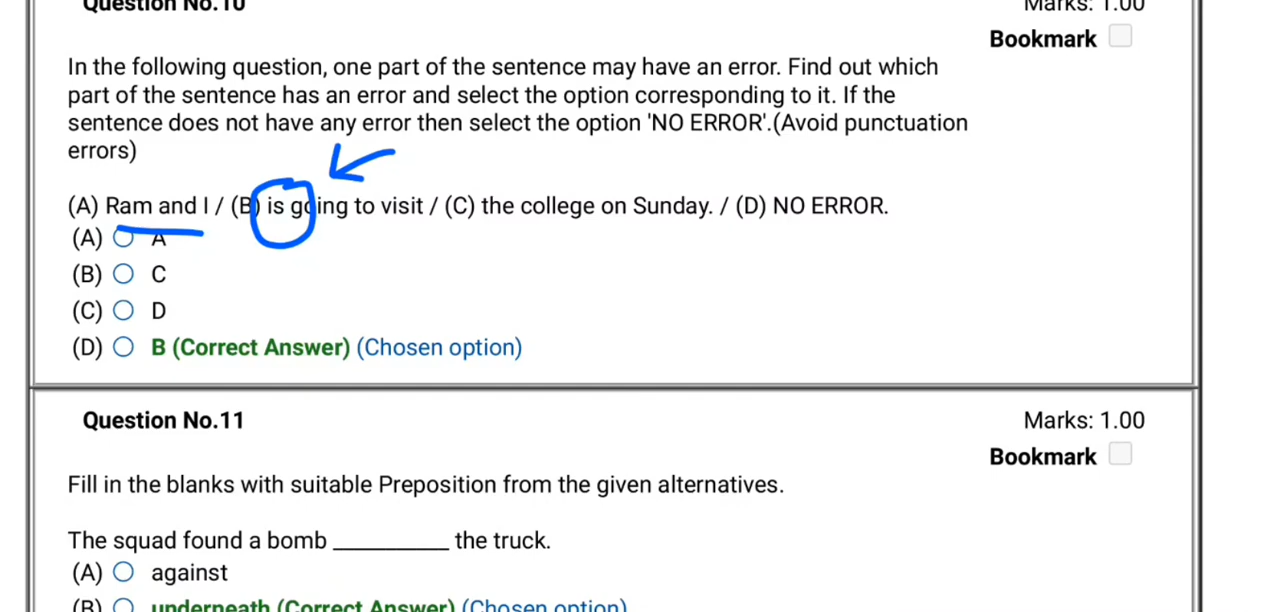 Question No.10 Marks: 1.00
Bookmark
In the following question, one part of the sentence may have an error. Find out which
part of the sentence has an error and select the option corresponding to it. If the
sentence does not have any error then select the option 'NO ERROR'.(Avoid punctuation
errors)
(A) Ram and I / (B) is going to visit / (C) the college on Sunday. / (D) NO ERROR.
(A) A
(B) C
(C) D
(D) B (Correct Answer) (Chosen option)
Question No.11 Marks: 1.00
Bookmark
Fill in the blanks with suitable Preposition from the given alternatives.
The squad found a bomb __________ the truck.
(A) against
(B) underneath (Correct Answer) (Chosen option)